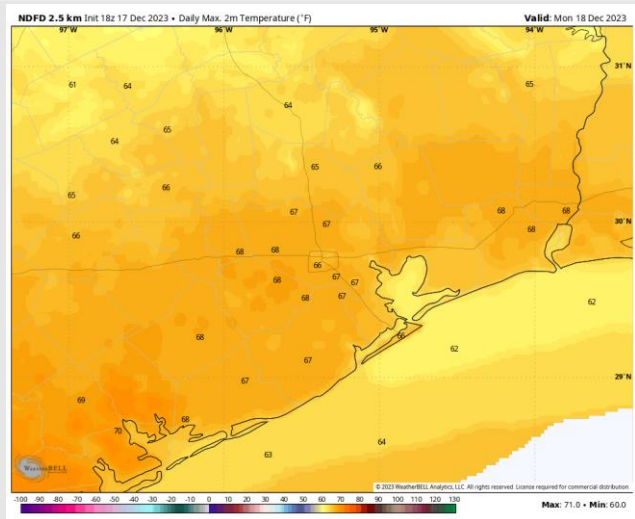 NDFD 2.5 km Init 18z 17 Dec 2023 • Daily Max. 2m Temperature (˚F) Valid: Mon 18 Dec 2023
97°W 96°W 95°W 94°W
31°N
61 64 65
64
64 65
65 66
65 66
67 68 68
67
66 68 30°N
68 68
66
68 67 67
68 67 62
66
68
62
67
67 29°N
69
68
70
64
63
WEATHERBELL
© 2023 WeatherBELL Analytics, LLC. All rights reserved. License required for commercial distribution
-100 -90 -80 -70 -60 -50 -40 -30 -20 -10 0 10 20 30 40 50 60 70 80 90 100 110 120 130
Max: 71.0 • Min: 60.0